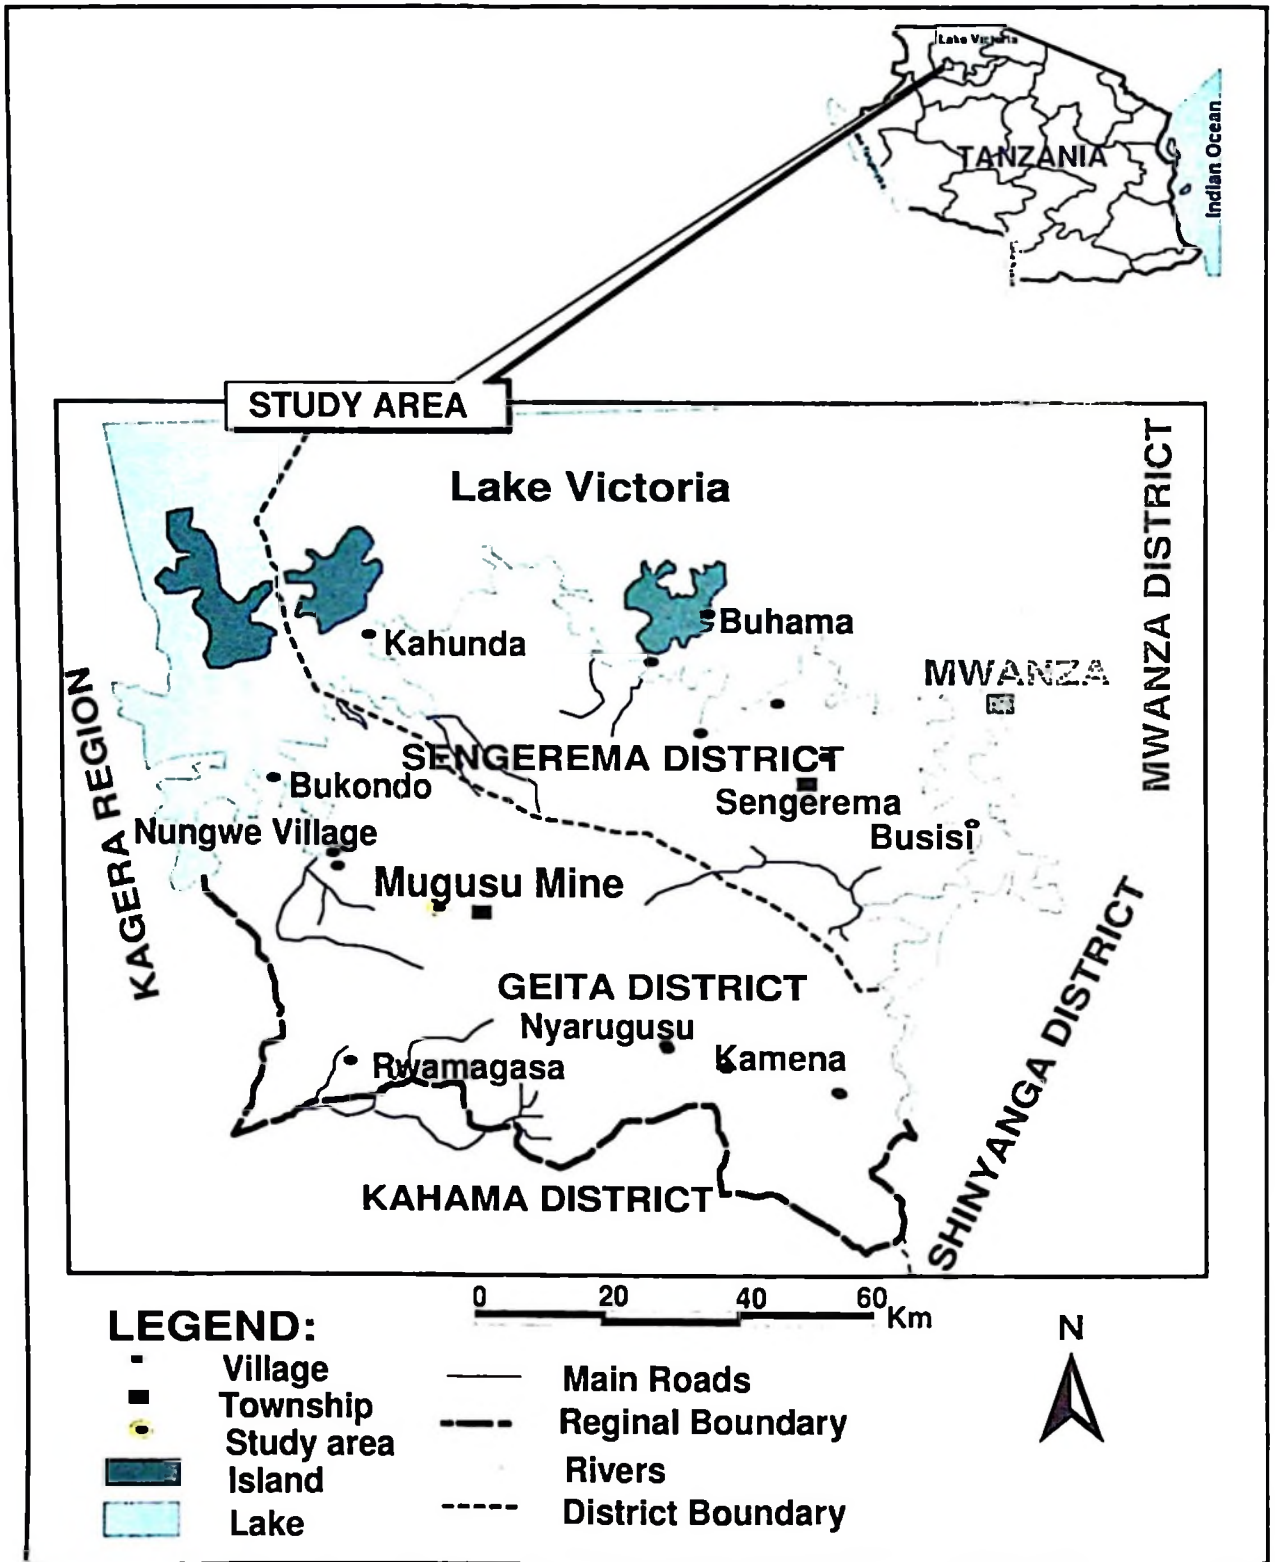 Lake Victoria
TANZANIA
Indian Ocean
STUDY AREA
Lake Victoria
MWANZA DISTRICT
Buhama
Kahunda
MWANZA
KAGERA REGION
SENGEREMA DISTRICT
Bukondo
Sengerema
Nungwe Village
Busisi
Mugusu Mine
GEITA DISTRICT
Nyarugusu
Kamena
Rwamagasa
SHINYANGA DISTRICT
KAHAMA DISTRICT
0 20 40 60 Km
LEGEND:
N
Village
Township
Study area
Island
Lake
Main Roads
Reginal Boundary
Rivers
District Boundary